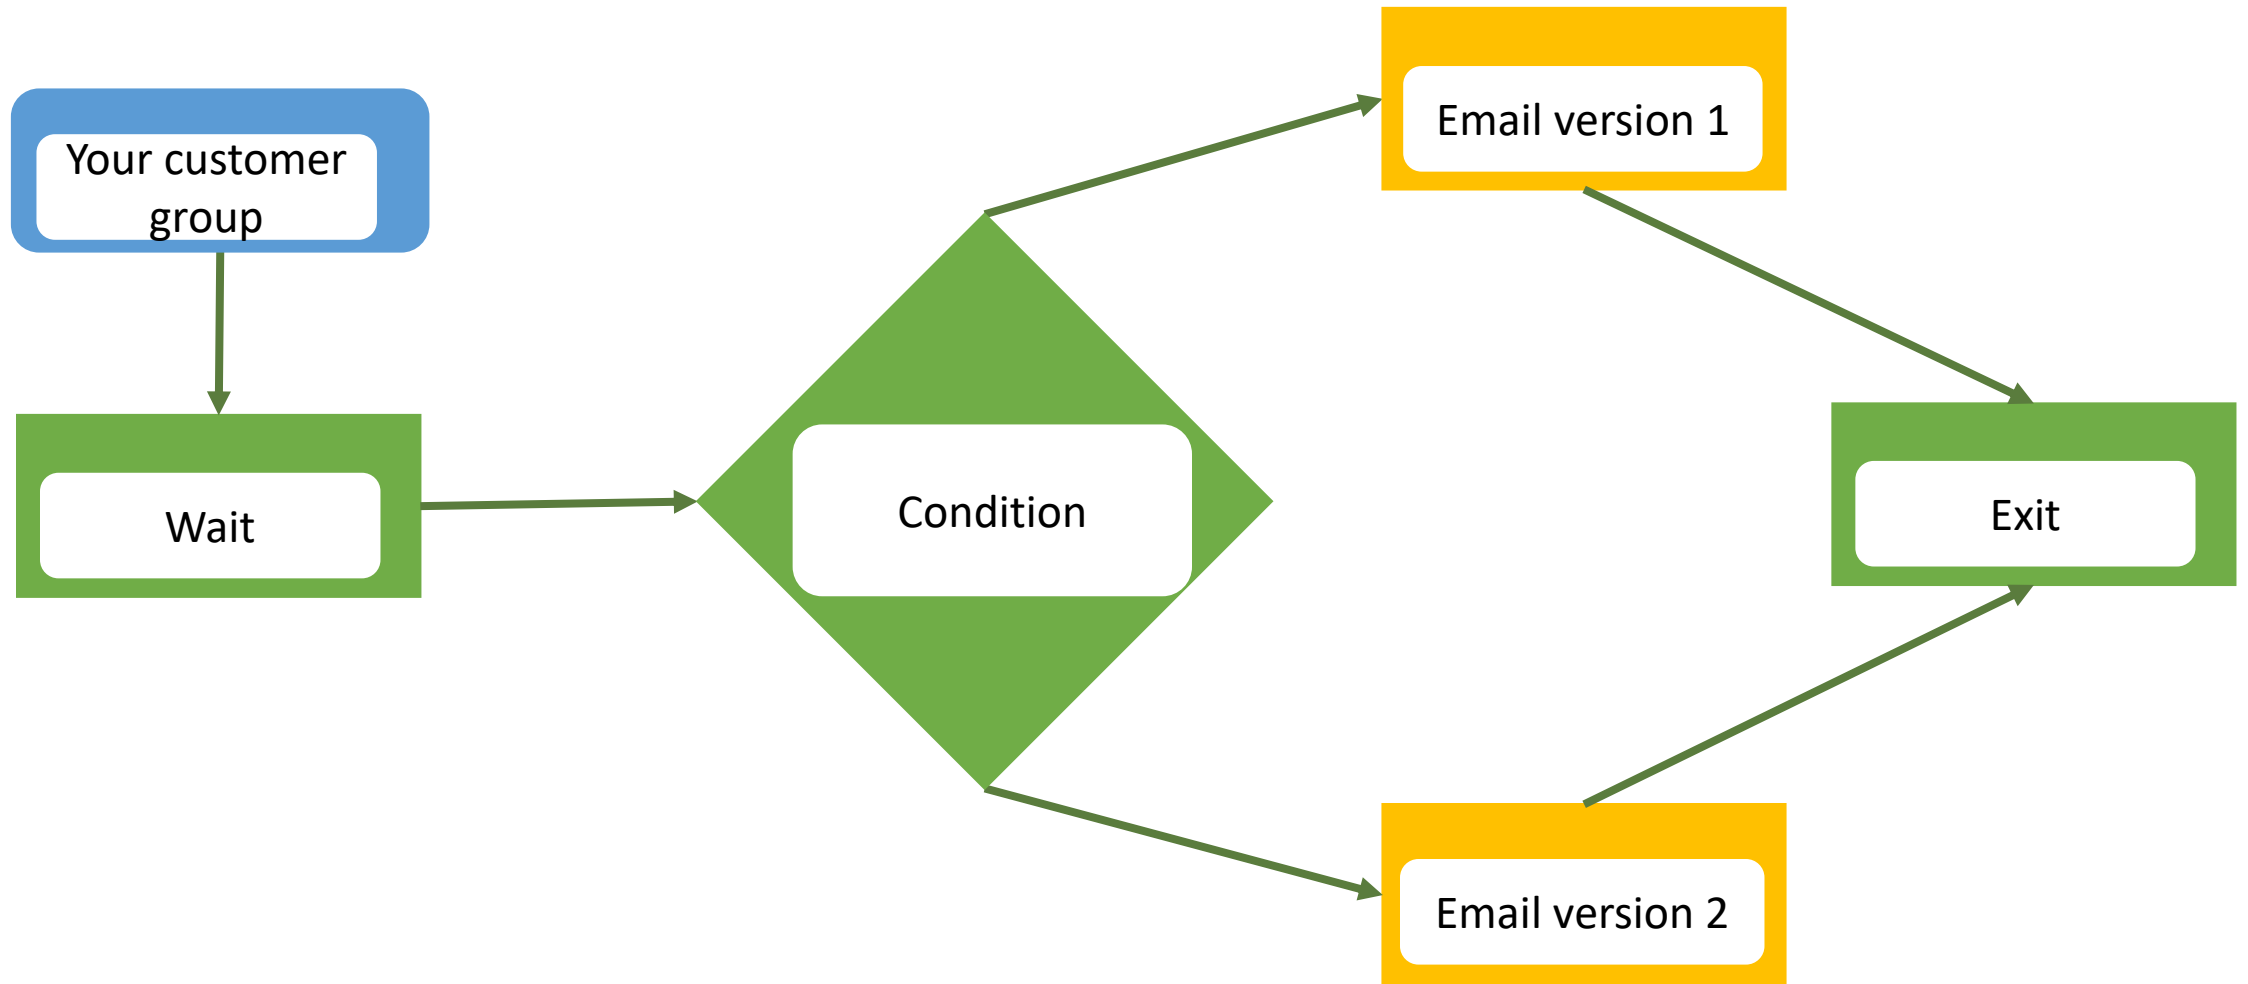 Your customer
group
Wait
Condition
Email version 1
Email version 2
Exit